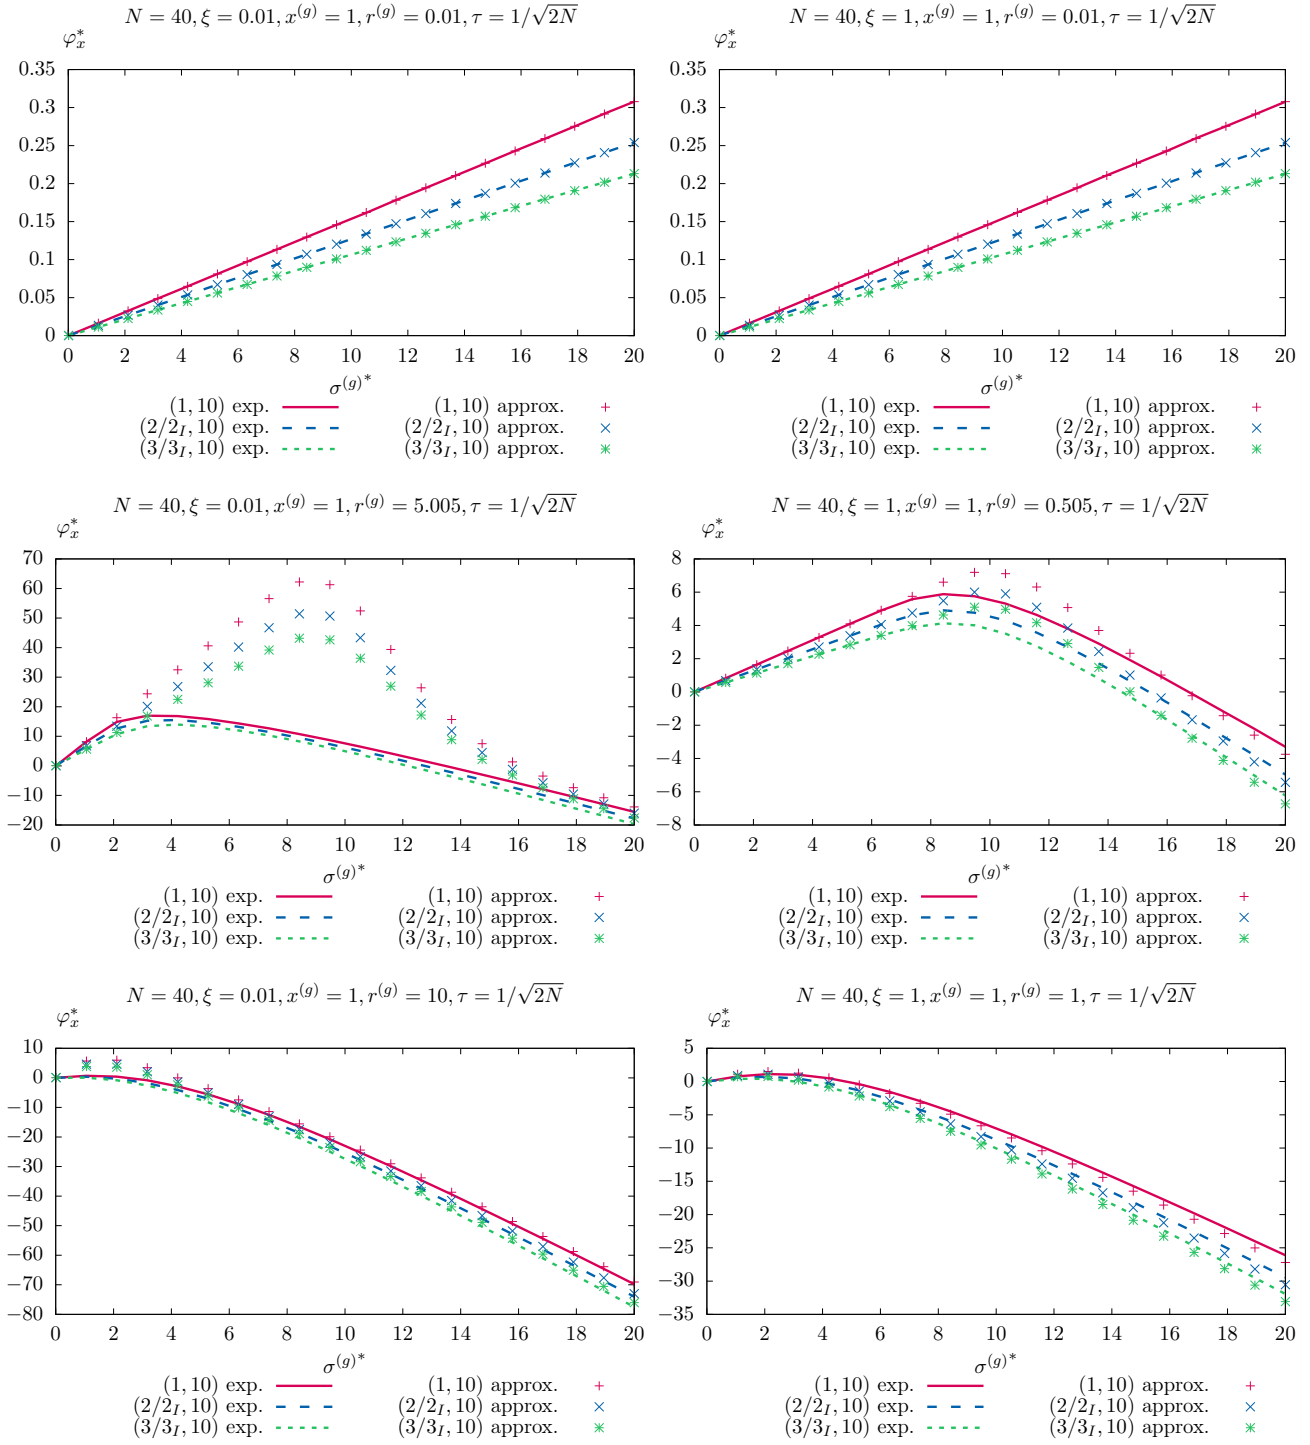 N = 40, ξ = 0.01, x^(g) = 1, r^(g) = 0.01, τ = 1/√2N
φ_x^*
0.35
0.3
0.25
0.2
0.15
0.1
0.05
0
0 2 4 6 8 10 12 14 16 18 20
σ^(g)*
(1, 10) exp. (1, 10) approx.
(2/2_I, 10) exp. (2/2_I, 10) approx.
(3/3_I, 10) exp. (3/3_I, 10) approx.
N = 40, ξ = 1, x^(g) = 1, r^(g) = 0.01, τ = 1/√2N
φ_x^*
0.35
0.3
0.25
0.2
0.15
0.1
0.05
0
0 2 4 6 8 10 12 14 16 18 20
σ^(g)*
(1, 10) exp. (1, 10) approx.
(2/2_I, 10) exp. (2/2_I, 10) approx.
(3/3_I, 10) exp. (3/3_I, 10) approx.
N = 40, ξ = 0.01, x^(g) = 1, r^(g) = 5.005, τ = 1/√2N
φ_x^*
70
60
50
40
30
20
10
0
−10
−20
0 2 4 6 8 10 12 14 16 18 20
σ^(g)*
(1, 10) exp. (1, 10) approx.
(2/2_I, 10) exp. (2/2_I, 10) approx.
(3/3_I, 10) exp. (3/3_I, 10) approx.
N = 40, ξ = 1, x^(g) = 1, r^(g) = 0.505, τ = 1/√2N
φ_x^*
8
6
4
2
0
−2
−4
−6
−8
0 2 4 6 8 10 12 14 16 18 20
σ^(g)*
(1, 10) exp. (1, 10) approx.
(2/2_I, 10) exp. (2/2_I, 10) approx.
(3/3_I, 10) exp. (3/3_I, 10) approx.
N = 40, ξ = 0.01, x^(g) = 1, r^(g) = 10, τ = 1/√2N
φ_x^*
10
0
−10
−20
−30
−40
−50
−60
−70
−80
0 2 4 6 8 10 12 14 16 18 20
σ^(g)*
(1, 10) exp. (1, 10) approx.
(2/2_I, 10) exp. (2/2_I, 10) approx.
(3/3_I, 10) exp. (3/3_I, 10) approx.
N = 40, ξ = 1, x^(g) = 1, r^(g) = 1, τ = 1/√2N
φ_x^*
5
0
−5
−10
−15
−20
−25
−30
−35
0 2 4 6 8 10 12 14 16 18 20
σ^(g)*
(1, 10) exp. (1, 10) approx.
(2/2_I, 10) exp. (2/2_I, 10) approx.
(3/3_I, 10) exp. (3/3_I, 10) approx.